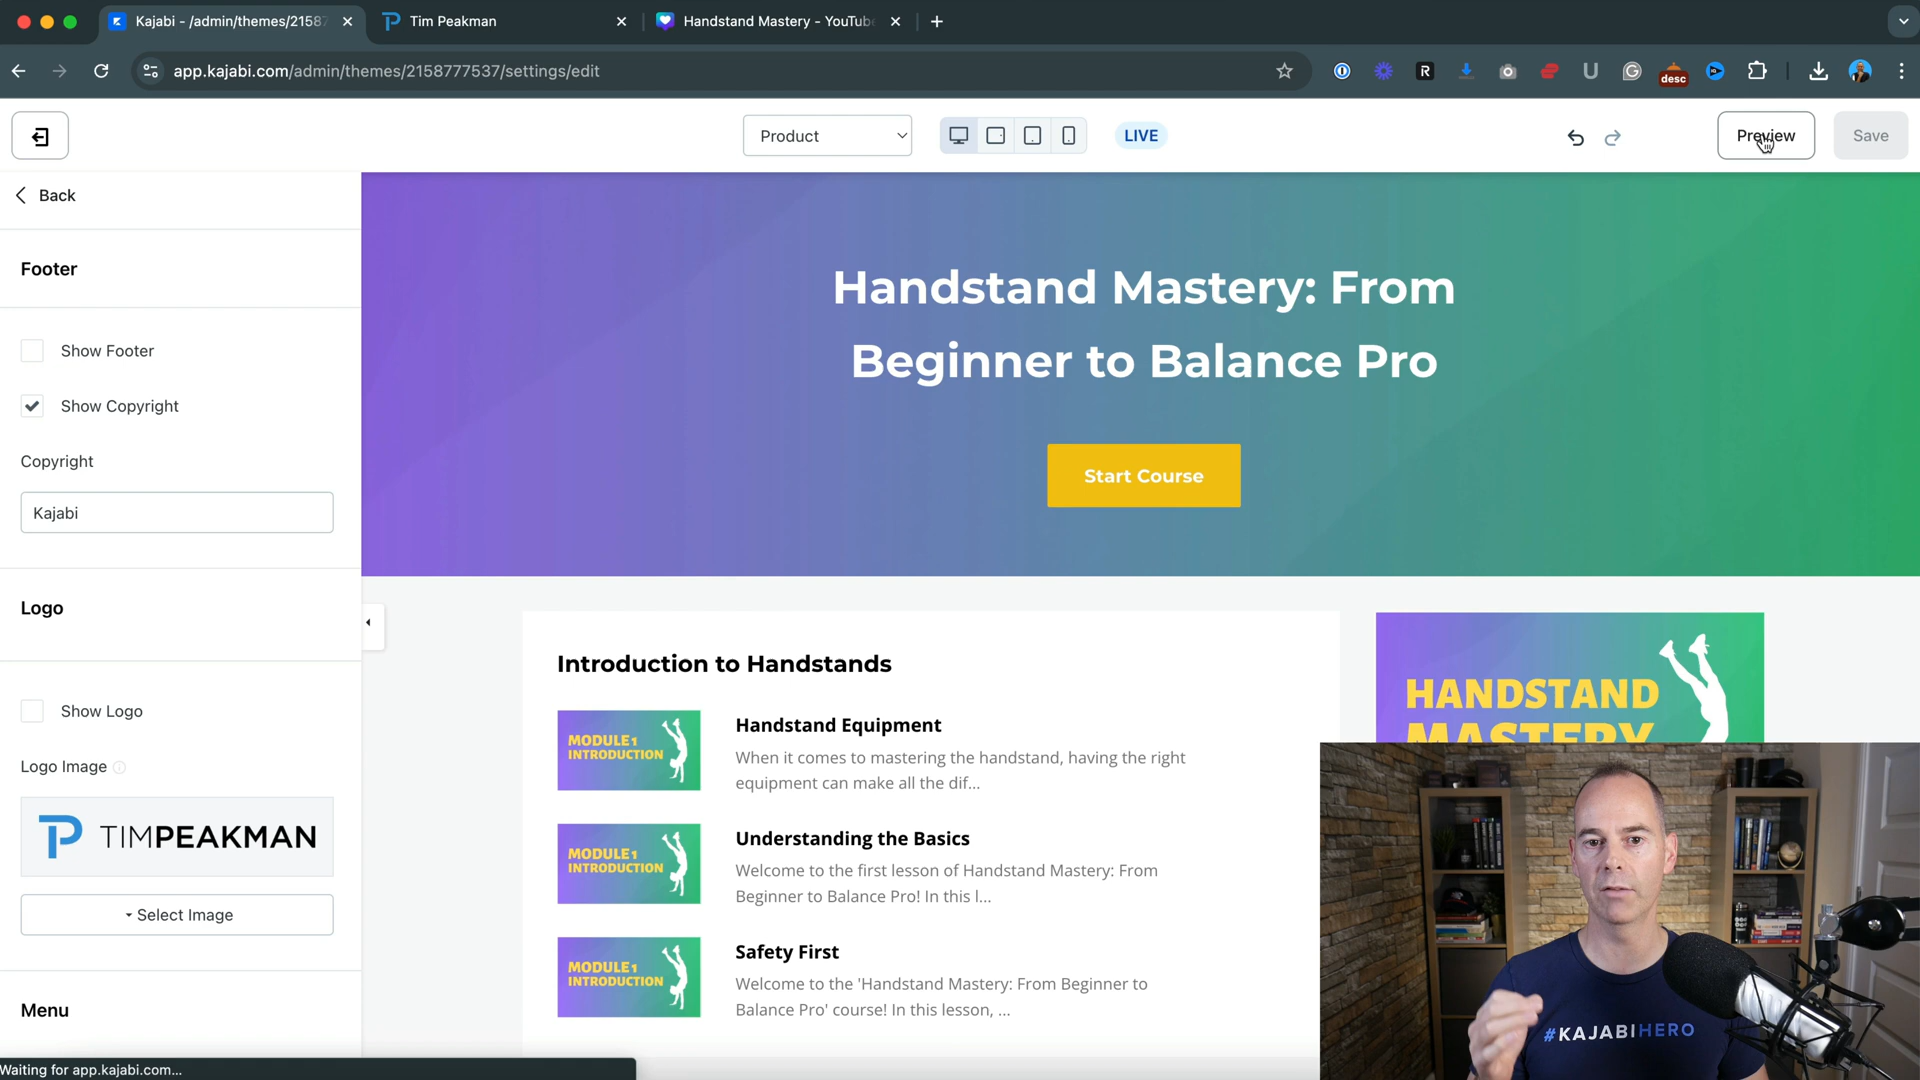 Kajabi - /admin/themes/2158
Tim Peakman
Handstand Mastery - YouTube
app.kajabi.com/admin/themes/2158777537/settings/edit
desc
Product
LIVE
Preview
Save
Back
Footer
Show Footer
Show Copyright
Copyright
Kajabi
Logo
Show Logo
Logo Image
TIMPEAKMAN
Select Image
Menu
Waiting for app.kajabi.com...
Handstand Mastery: From
Beginner to Balance Pro
Start Course
Introduction to Handstands
MODULE 1
INTRODUCTION
Handstand Equipment
When it comes to mastering the handstand, having the right
equipment can make all the dif...
MODULE 1
INTRODUCTION
Understanding the Basics
Welcome to the first lesson of Handstand Mastery: From
Beginner to Balance Pro! In this l...
MODULE 1
INTRODUCTION
Safety First
Welcome to the 'Handstand Mastery: From Beginner to
Balance Pro' course! In this lesson, ...
HANDSTAND
MASTERY
#KAJABIHERO